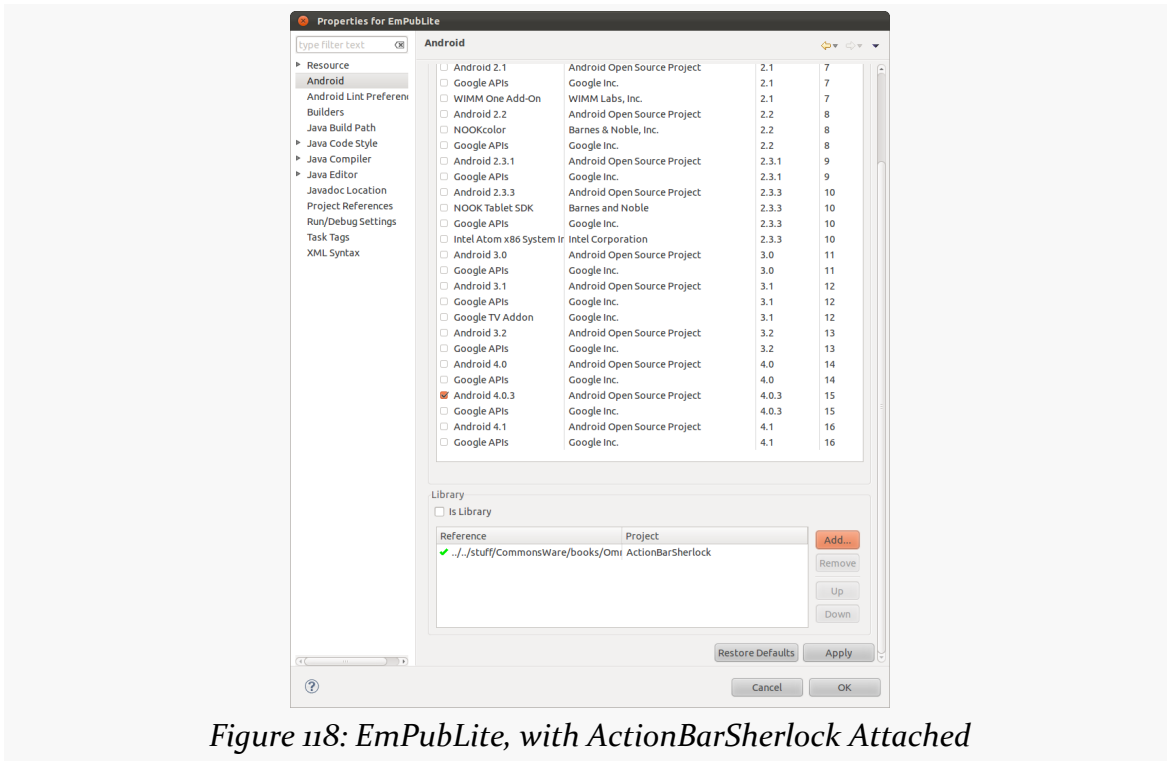 Properties for EmPubLite
type filter text
Resource
Android
Android Lint Preferen
Builders
Java Build Path
Java Code Style
Java Compiler
Java Editor
Javadoc Location
Project References
Run/Debug Settings
Task Tags
XML Syntax
Android
Android 2.1 Android Open Source Project 2.1 7
Google APIs Google Inc. 2.1 7
WIMM One Add-On WIMM Labs, Inc. 2.1 7
Android 2.2 Android Open Source Project 2.2 8
NOOKcolor Barnes & Noble, Inc. 2.2 8
Google APIs Google Inc. 2.2 8
Android 2.3.1 Android Open Source Project 2.3.1 9
Google APIs Google Inc. 2.3.1 9
Android 2.3.3 Android Open Source Project 2.3.3 10
NOOK Tablet SDK Barnes and Noble 2.3.3 10
Google APIs Google Inc. 2.3.3 10
Intel Atom x86 System Ir Intel Corporation 2.3.3 10
Android 3.0 Android Open Source Project 3.0 11
Google APIs Google Inc. 3.0 11
Android 3.1 Android Open Source Project 3.1 12
Google APIs Google Inc. 3.1 12
Google TV Addon Google Inc. 3.1 12
Android 3.2 Android Open Source Project 3.2 13
Google APIs Google Inc. 3.2 13
Android 4.0 Android Open Source Project 4.0 14
Google APIs Google Inc. 4.0 14
Android 4.0.3 Android Open Source Project 4.0.3 15
Google APIs Google Inc. 4.0.3 15
Android 4.1 Android Open Source Project 4.1 16
Google APIs Google Inc. 4.1 16
Library
Is Library
Reference Project
../../stuff/CommonsWare/books/Omi ActionBarSherlock
Add...
Remove
Up
Down
Restore Defaults Apply
? Cancel OK
Figure 118: EmPubLite, with ActionBarSherlock Attached